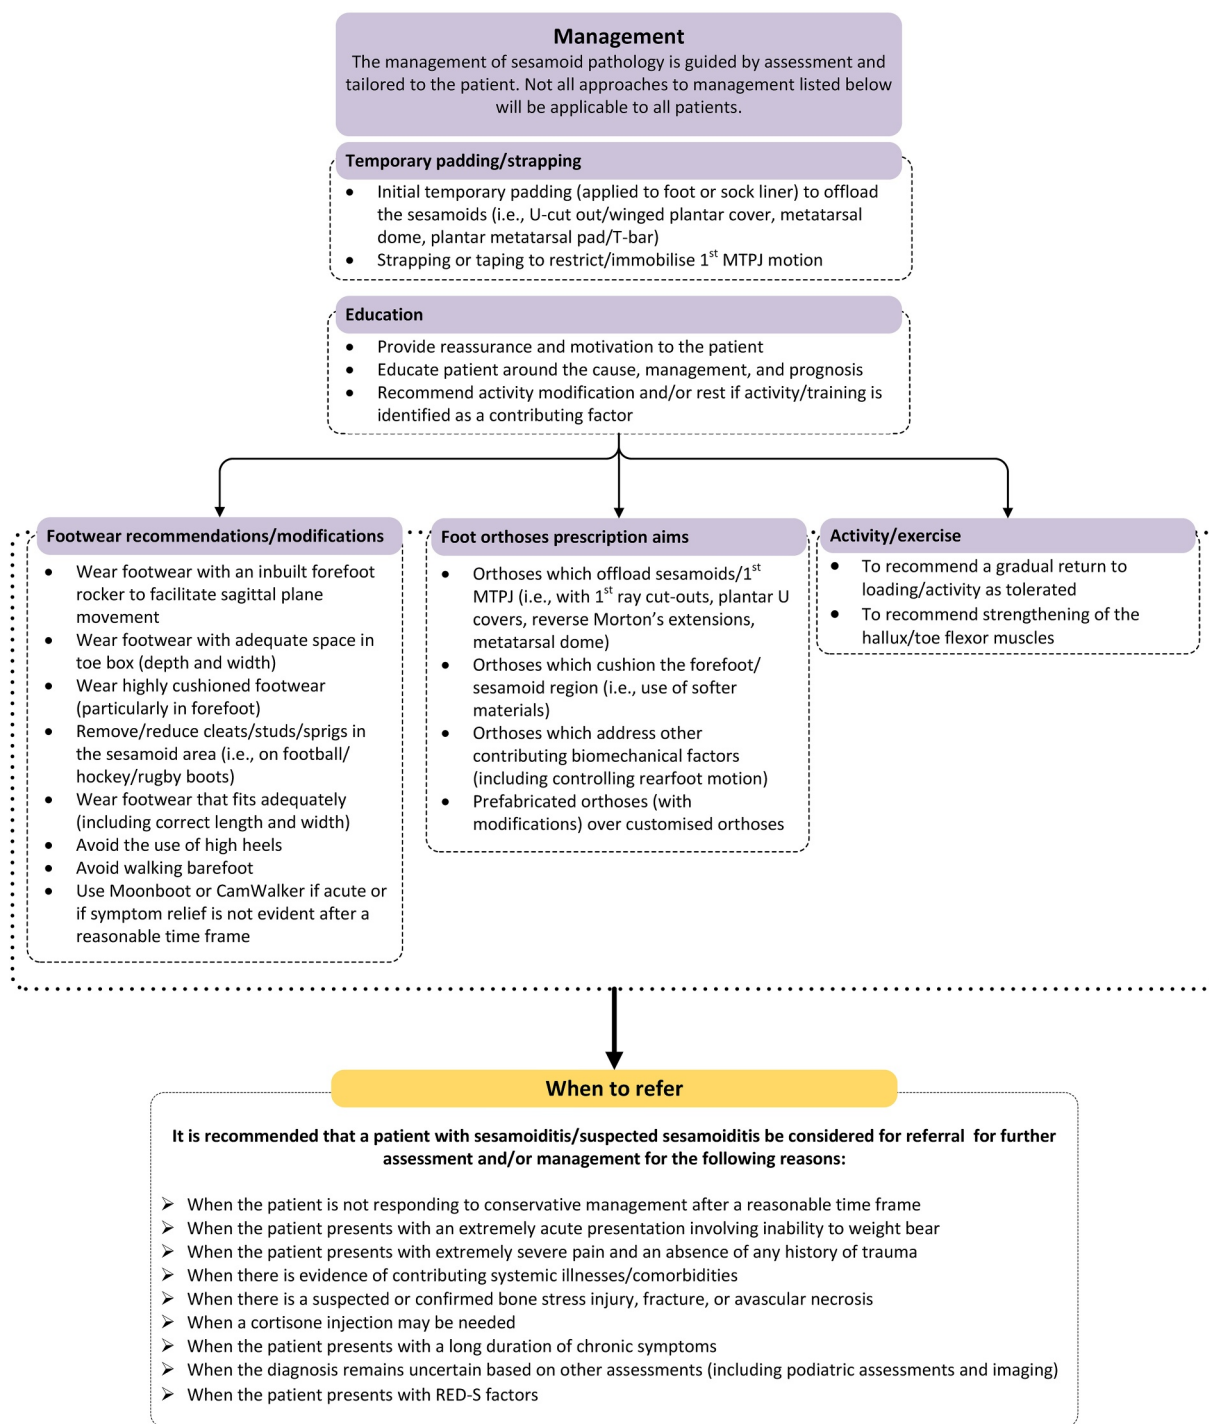 Management
The management of sesamoid pathology is guided by assessment and
tailored to the patient. Not all approaches to management listed below
will be applicable to all patients.
Temporary padding/strapping
• Initial temporary padding (applied to foot or sock liner) to offload
the sesamoids (i.e., U-cut out/winged plantar cover, metatarsal
dome, plantar metatarsal pad/T-bar)
• Strapping or taping to restrict/immobilise 1st MTPJ motion
Education
• Provide reassurance and motivation to the patient
• Educate patient around the cause, management, and prognosis
• Recommend activity modification and/or rest if activity/training is
identified as a contributing factor
Footwear recommendations/modifications
• Wear footwear with an inbuilt forefoot
rocker to facilitate sagittal plane
movement
• Wear footwear with adequate space in
toe box (depth and width)
• Wear highly cushioned footwear
(particularly in forefoot)
• Remove/reduce cleats/studs/sprigs in
the sesamoid area (i.e., on football/
hockey/rugby boots)
• Wear footwear that fits adequately
(including correct length and width)
• Avoid the use of high heels
• Avoid walking barefoot
• Use Moonboot or CamWalker if acute or
if symptom relief is not evident after a
reasonable time frame
Foot orthoses prescription aims
• Orthoses which offload sesamoids/1st
MTPJ (i.e., with 1st ray cut-outs, plantar U
covers, reverse Morton’s extensions,
metatarsal dome)
• Orthoses which cushion the forefoot/
sesamoid region (i.e., use of softer
materials)
• Orthoses which address other
contributing biomechanical factors
(including controlling rearfoot motion)
• Prefabricated orthoses (with
modifications) over customised orthoses
Activity/exercise
• To recommend a gradual return to
loading/activity as tolerated
• To recommend strengthening of the
hallux/toe flexor muscles
When to refer
It is recommended that a patient with sesamoiditis/suspected sesamoiditis be considered for referral for further
assessment and/or management for the following reasons:
➢ When the patient is not responding to conservative management after a reasonable time frame
➢ When the patient presents with an extremely acute presentation involving inability to weight bear
➢ When the patient presents with extremely severe pain and an absence of any history of trauma
➢ When there is evidence of contributing systemic illnesses/comorbidities
➢ When there is a suspected or confirmed bone stress injury, fracture, or avascular necrosis
➢ When a cortisone injection may be needed
➢ When the patient presents with a long duration of chronic symptoms
➢ When the diagnosis remains uncertain based on other assessments (including podiatric assessments and imaging)
➢ When the patient presents with RED-S factors